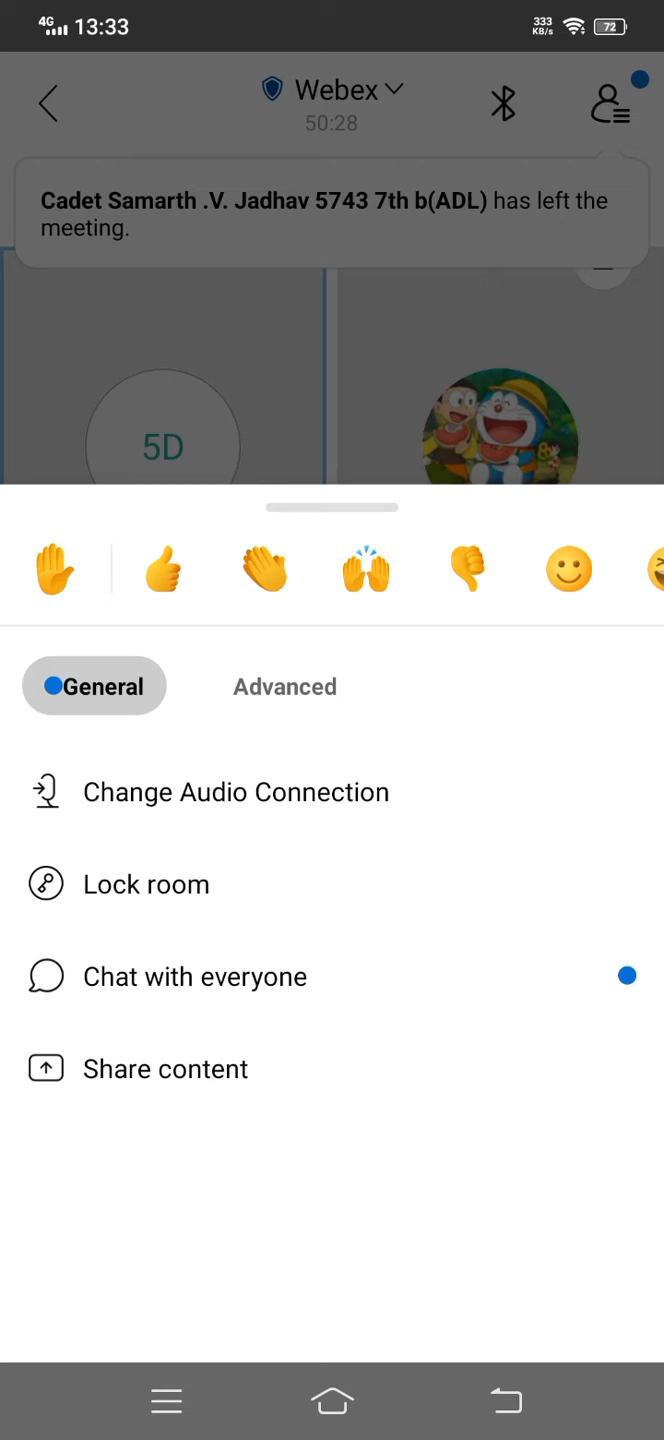 4G 13:33 333 KB/s 72
Webex
50:28
Cadet Samarth .V. Jadhav 5743 7th b(ADL) has left the
meeting.
5D
General Advanced
Change Audio Connection
Lock room
Chat with everyone
Share content